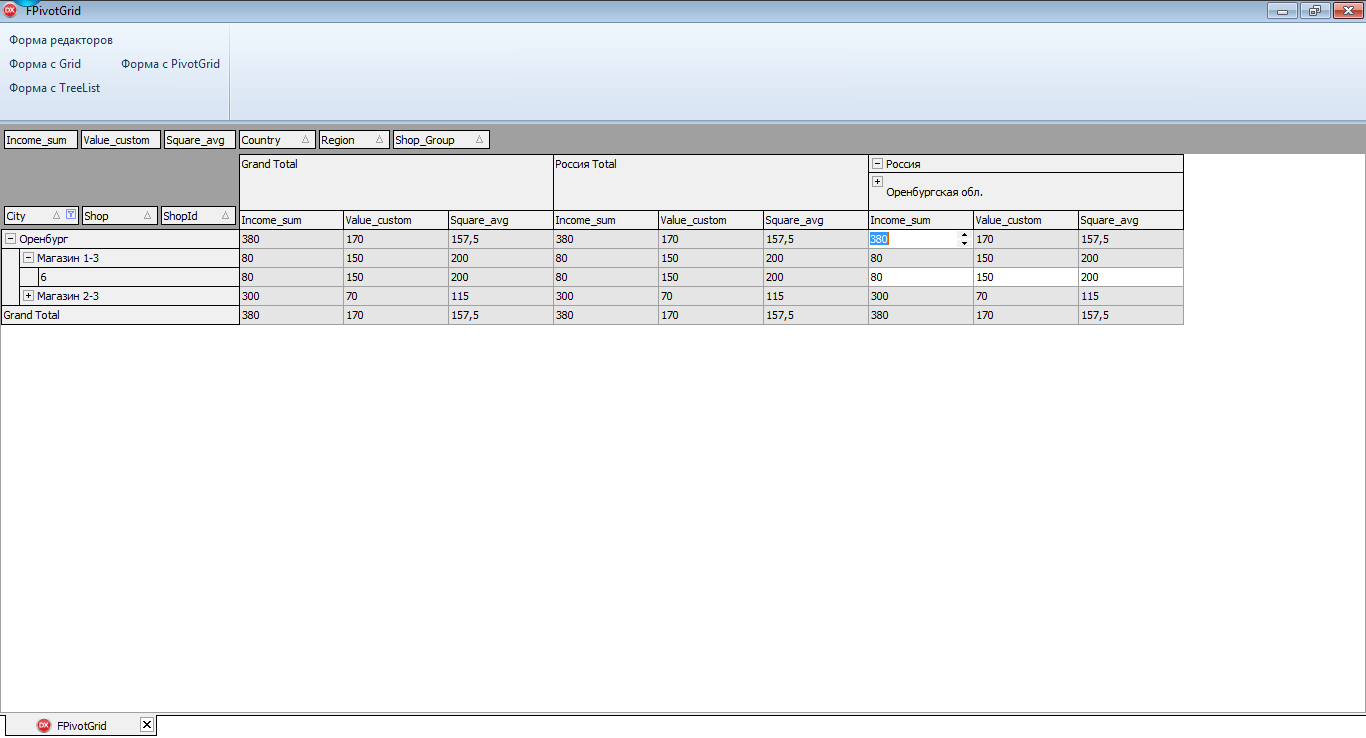 FPivotGrid
Форма редакторов
Форма с Grid Форма с PivotGrid
Форма с TreeList
Income_sum Value_custom Square_avg Country Region Shop_Group
Grand Total Россия Total Россия
Оренбургская обл.
City Shop ShopId Income_sum Value_custom Square_avg Income_sum Value_custom Square_avg Income_sum Value_custom Square_avg
Оренбург 380 170 157,5 380 170 157,5 380 170 157,5
Магазин 1-3 80 150 200 80 150 200 80 150 200
6 80 150 200 80 150 200 80 150 200
Магазин 2-3 300 70 115 300 70 115 300 70 115
Grand Total 380 170 157,5 380 170 157,5 380 170 157,5
DX FPivotGrid